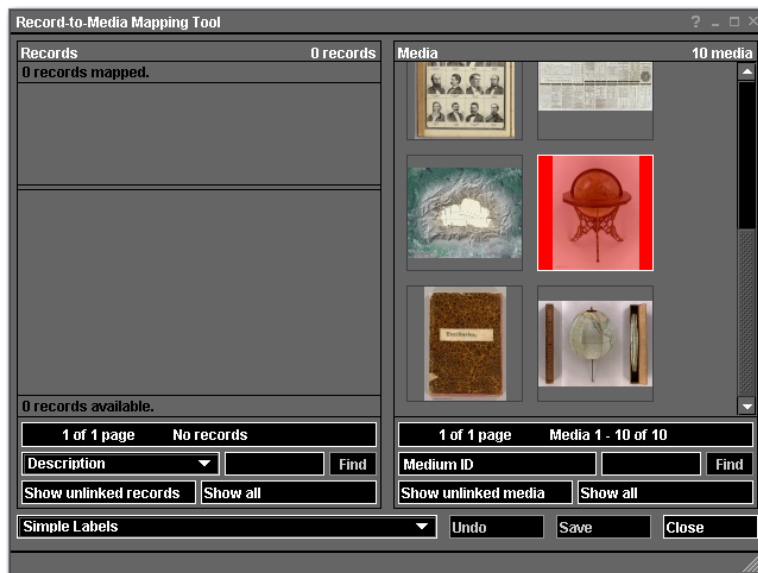 Record-to-Media Mapping Tool
Records 0 records
0 records mapped.
0 records available.
1 of 1 page No records
Description Find
Show unlinked records Show all
Media 10 media
1 of 1 page Media 1 - 10 of 10
Medium ID Find
Show unlinked media Show all
Simple Labels Undo Save Close